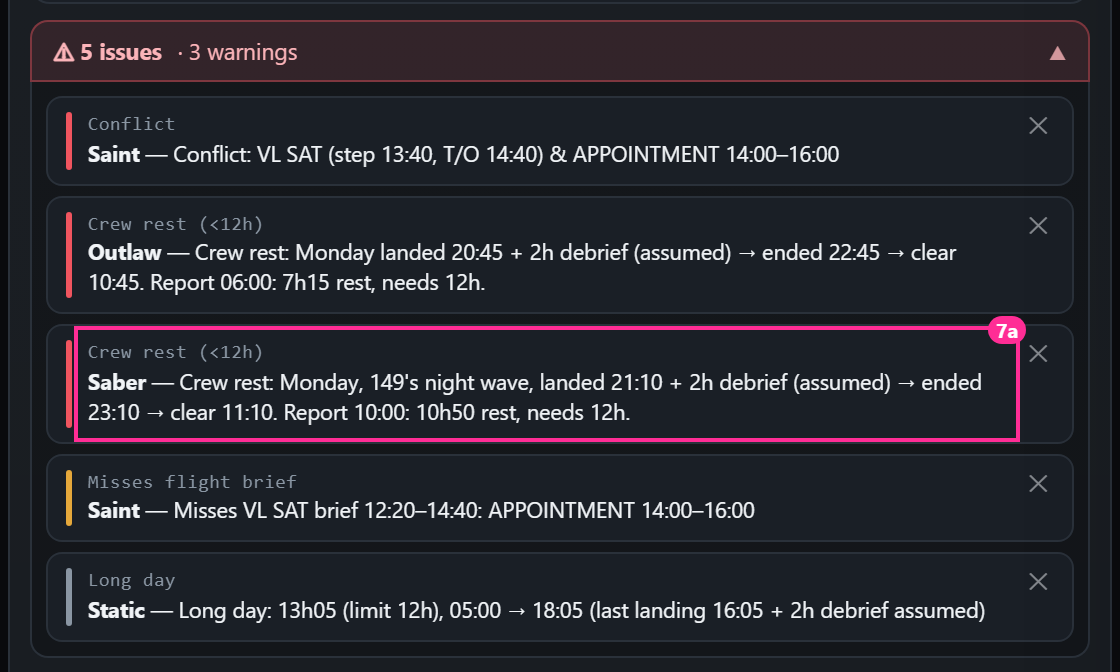 ⚠ 5 issues · 3 warnings ▲
Conflict
Saint — Conflict: VL SAT (step 13:40, T/O 14:40) & APPOINTMENT 14:00–16:00
Crew rest (<12h)
Outlaw — Crew rest: Monday landed 20:45 + 2h debrief (assumed) → ended 22:45 → clear
10:45. Report 06:00: 7h15 rest, needs 12h.
7a
Crew rest (<12h)
Saber — Crew rest: Monday, 149's night wave, landed 21:10 + 2h debrief (assumed) → ended
23:10 → clear 11:10. Report 10:00: 10h50 rest, needs 12h.
Misses flight brief
Saint — Misses VL SAT brief 12:20–14:40: APPOINTMENT 14:00–16:00
Long day
Static — Long day: 13h05 (limit 12h), 05:00 → 18:05 (last landing 16:05 + 2h debrief assumed)